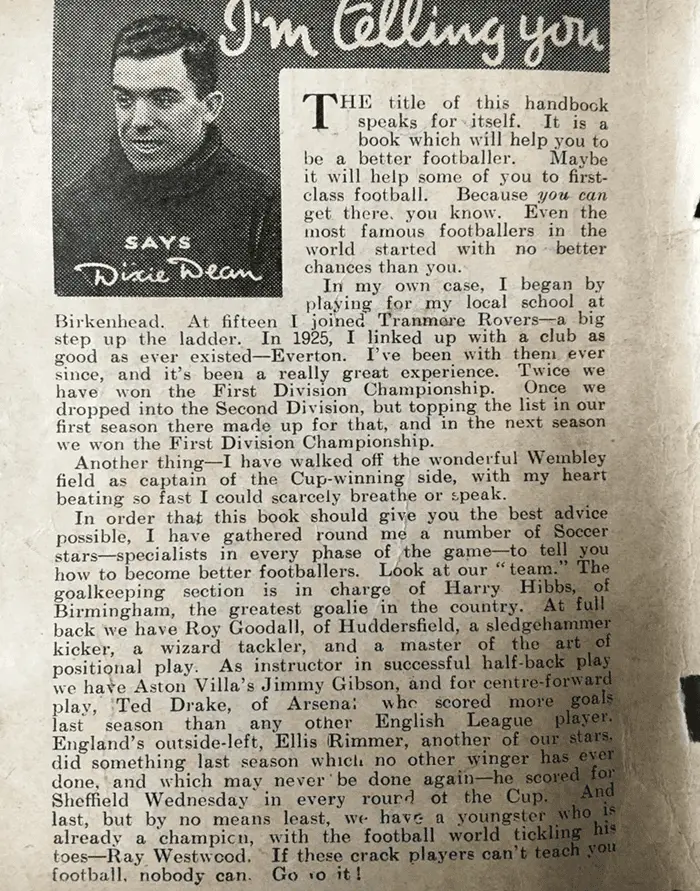 I'm telling you
SAYS
Dixie Dean
THE title of this handbook
speaks for itself. It is a
book which will help you to
be a better footballer. Maybe
it will help some of you to first-
class football. Because you can
get there, you know. Even the
most famous footballers in the
world started with no better
chances than you.
In my own case, I began by
playing for my local school at
Birkenhead. At fifteen I joined Tranmere Rovers—a big
step up the ladder. In 1925, I linked up with a club as
good as ever existed—Everton. I've been with them ever
since, and it's been a really great experience. Twice we
have won the First Division Championship. Once we
dropped into the Second Division, but topping the list in our
first season there made up for that, and in the next season
we won the First Division Championship.
Another thing—I have walked off the wonderful Wembley
field as captain of the Cup-winning side, with my heart
beating so fast I could scarcely breathe or speak.
In order that this book should give you the best advice
possible, I have gathered round me a number of Soccer
stars—specialists in every phase of the game—to tell you
how to become better footballers. Look at our "team." The
goalkeeping section is in charge of Harry Hibbs, of
Birmingham, the greatest goalie in the country. At full
back we have Roy Goodall, of Huddersfield, a sledgehammer
kicker, a wizard tackler, and a master of the art of
positional play. As instructor in successful half-back play
we have Aston Villa's Jimmy Gibson, and for centre-forward
play, Ted Drake, of Arsenal who scored more goals
last season than any other English League player.
England's outside-left, Ellis Rimmer, another of our stars,
did something last season which no other winger has ever
done, and which may never be done again—he scored for
Sheffield Wednesday in every round of the Cup. And
last, but by no means least, we have a youngster who is
already a champion, with the football world tickling his
toes—Ray Westwood. If these crack players can't teach you
football, nobody can. Go to it!